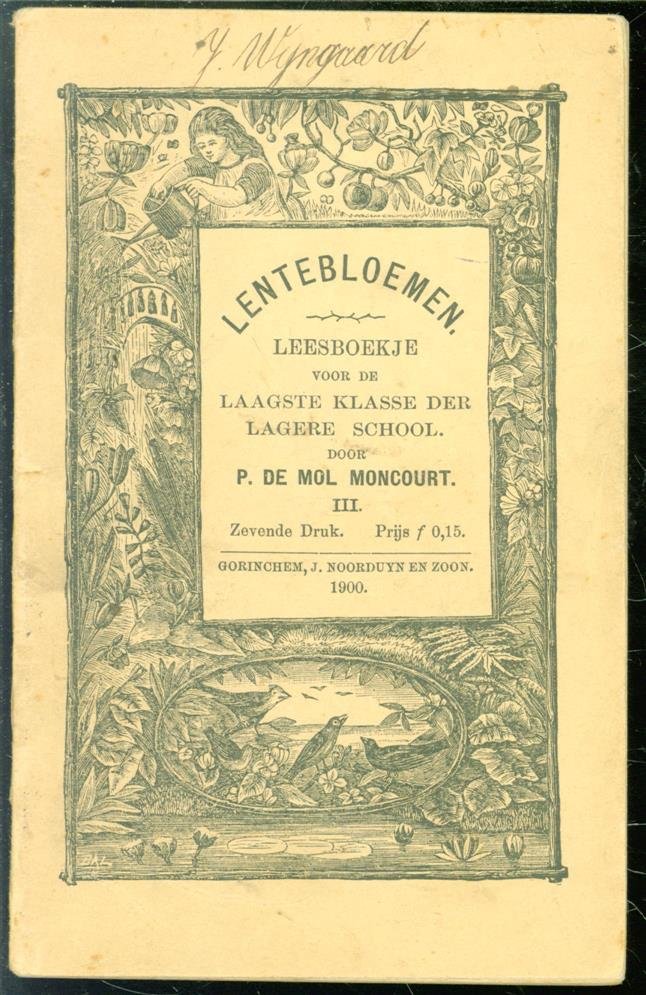 J. Wijngaard
LENTEBLOEMEN.
LEESBOEKJE
VOOR DE
LAAGSTE KLASSE DER
LAGERE SCHOOL.
DOOR
P. DE MOL MONCOURT.
III.
Zevende Druk. Prijs f 0,15.
GORINCHEM, J. NOORDUYN EN ZOON.
1900.
BAL